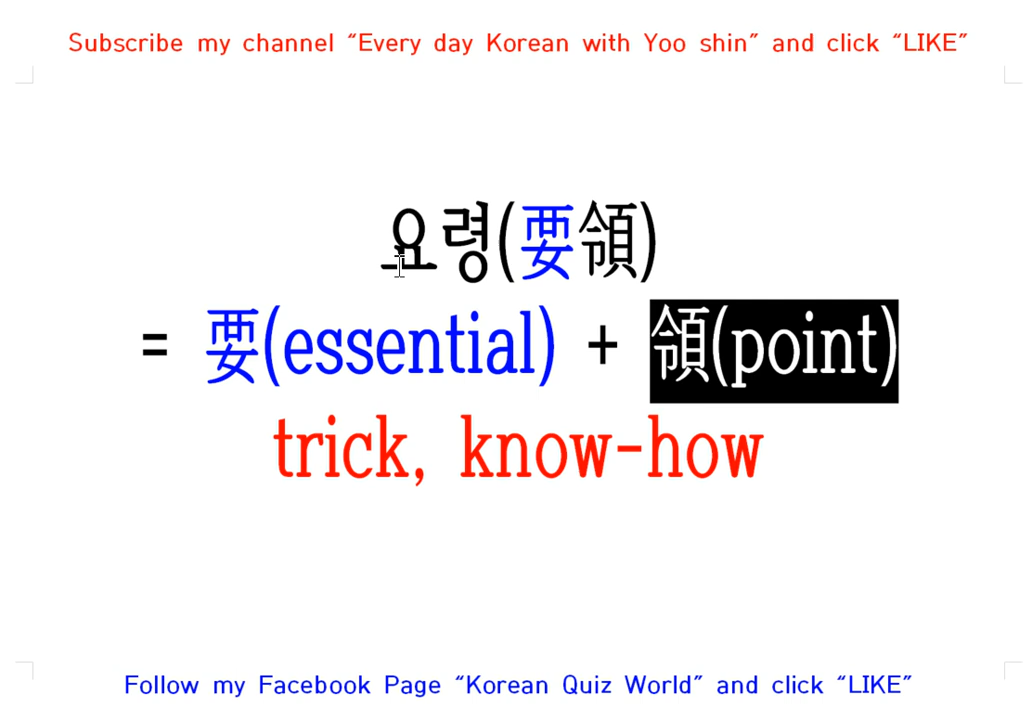 Subscribe my channel “Every day Korean with Yoo shin” and click “LIKE”
요령(要領)
= 要(essential) + 領(point)
trick, know-how
Follow my Facebook Page “Korean Quiz World” and click “LIKE”